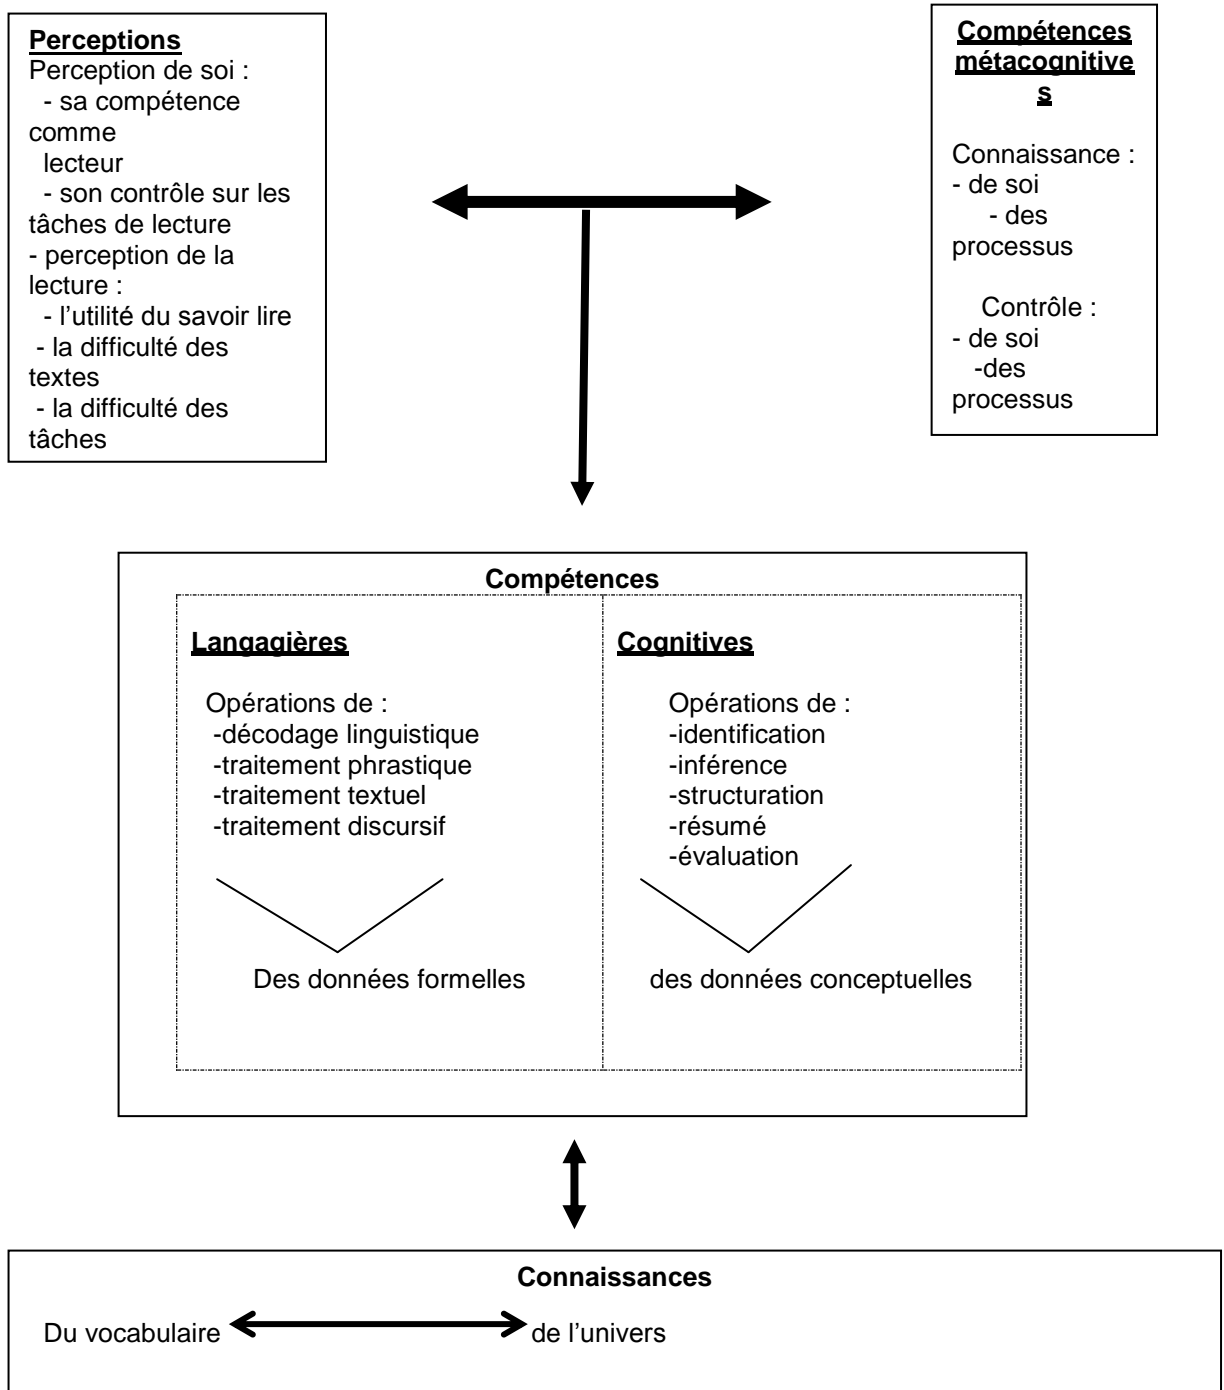 Perceptions
Perception de soi :
- sa compétence
comme
lecteur
- son contrôle sur les
tâches de lecture
- perception de la
lecture :
- l’utilité du savoir lire
- la difficulté des
textes
- la difficulté des
tâches
Compétences
métacognitive
s
Connaissance :
- de soi
- des
processus
Contrôle :
- de soi
-des
processus
Compétences
Langagières
Opérations de :
-décodage linguistique
-traitement phrastique
-traitement textuel
-traitement discursif
Des données formelles
Cognitives
Opérations de :
-identification
-inférence
-structuration
-résumé
-évaluation
des données conceptuelles
Connaissances
Du vocabulaire
de l’univers